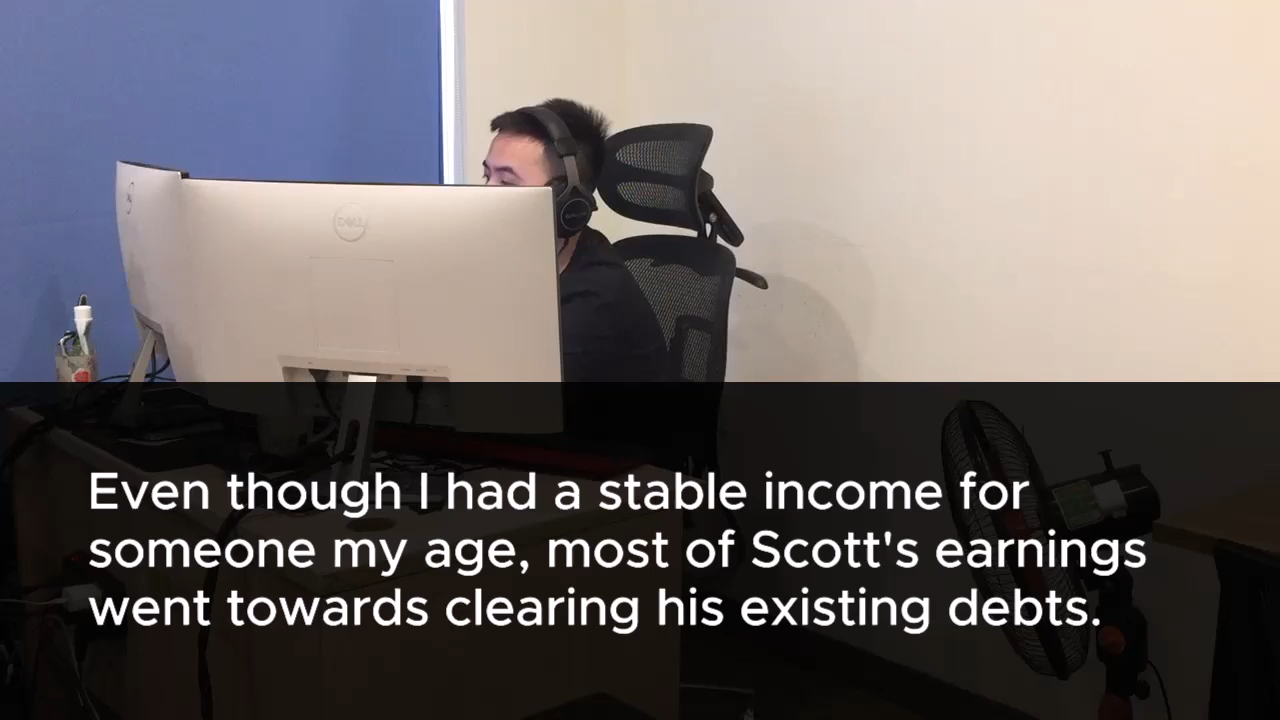 DELL
Even though I had a stable income for
someone my age, most of Scott's earnings
went towards clearing his existing debts.